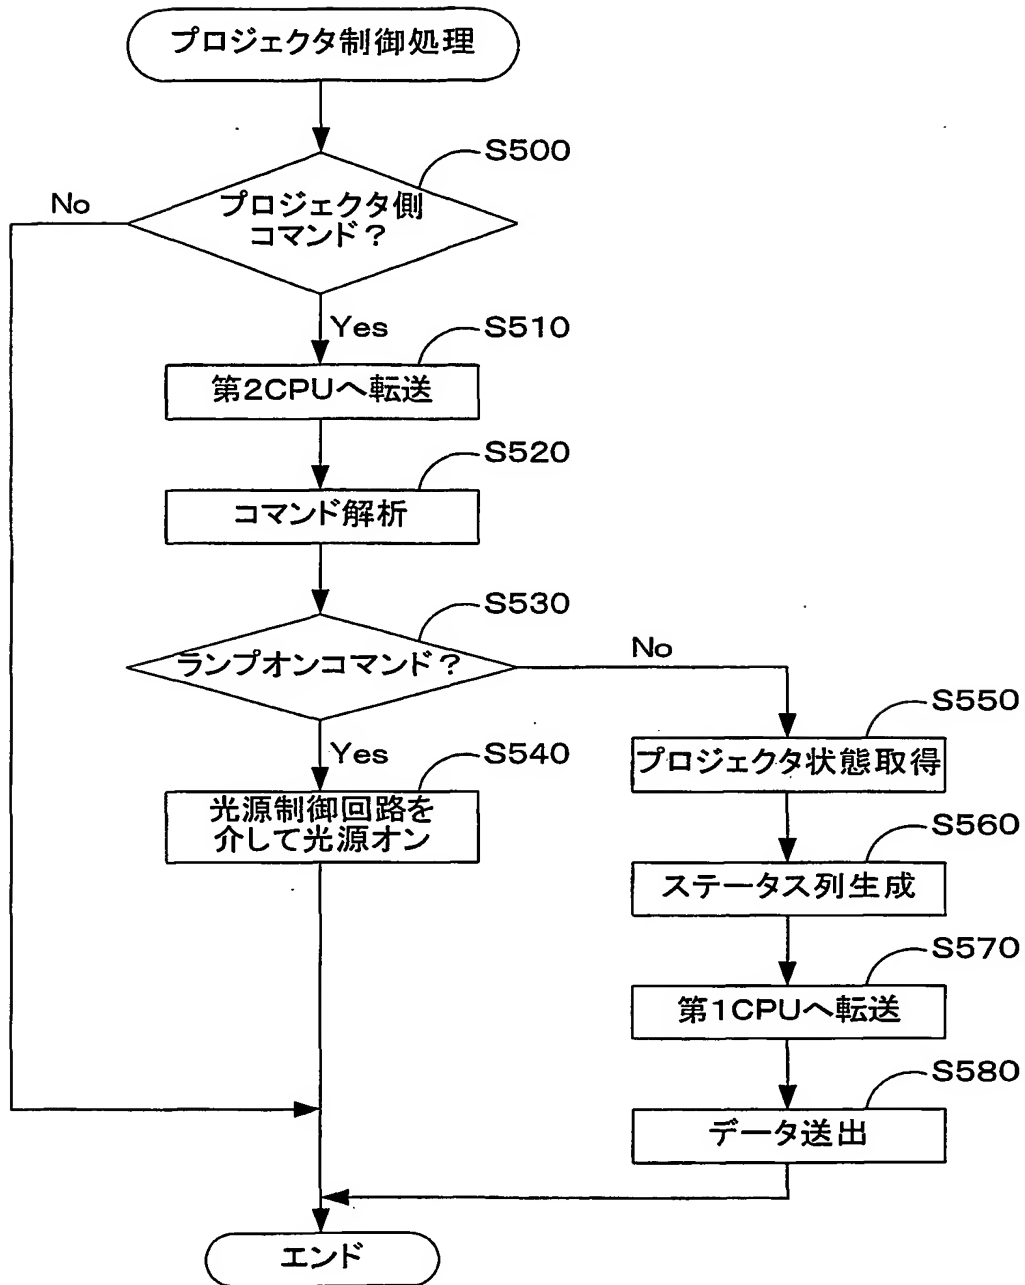 プロジェクタ制御処理
S500
No
プロジェクタ側
コマンド?
Yes
S510
第2CPUへ転送
S520
コマンド解析
S530
ランプオンコマンド?
No
Yes
S540
光源制御回路を
介して光源オン
S550
プロジェクタ状態取得
S560
ステータス列生成
S570
第1CPUへ転送
S580
データ送出
エンド